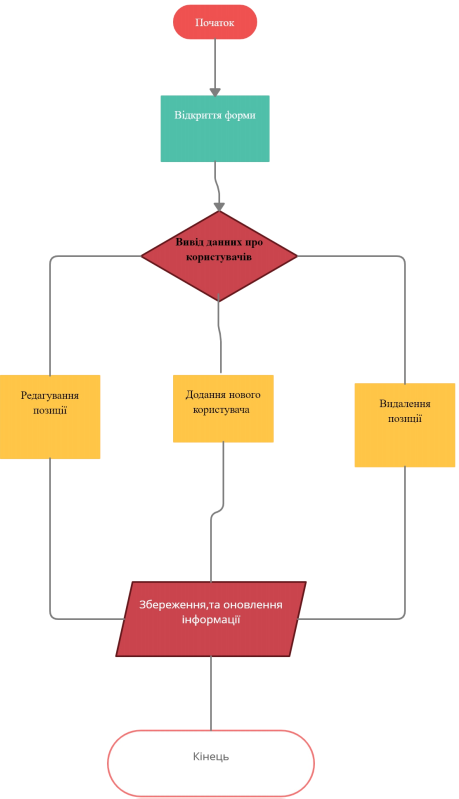 Початок
Відкриття форми
Вивід данних про
користувачів
Редагування
позиції
Додання нового
користувача
Видалення
позиції
Збереження,та оновлення
інформації
Кінець